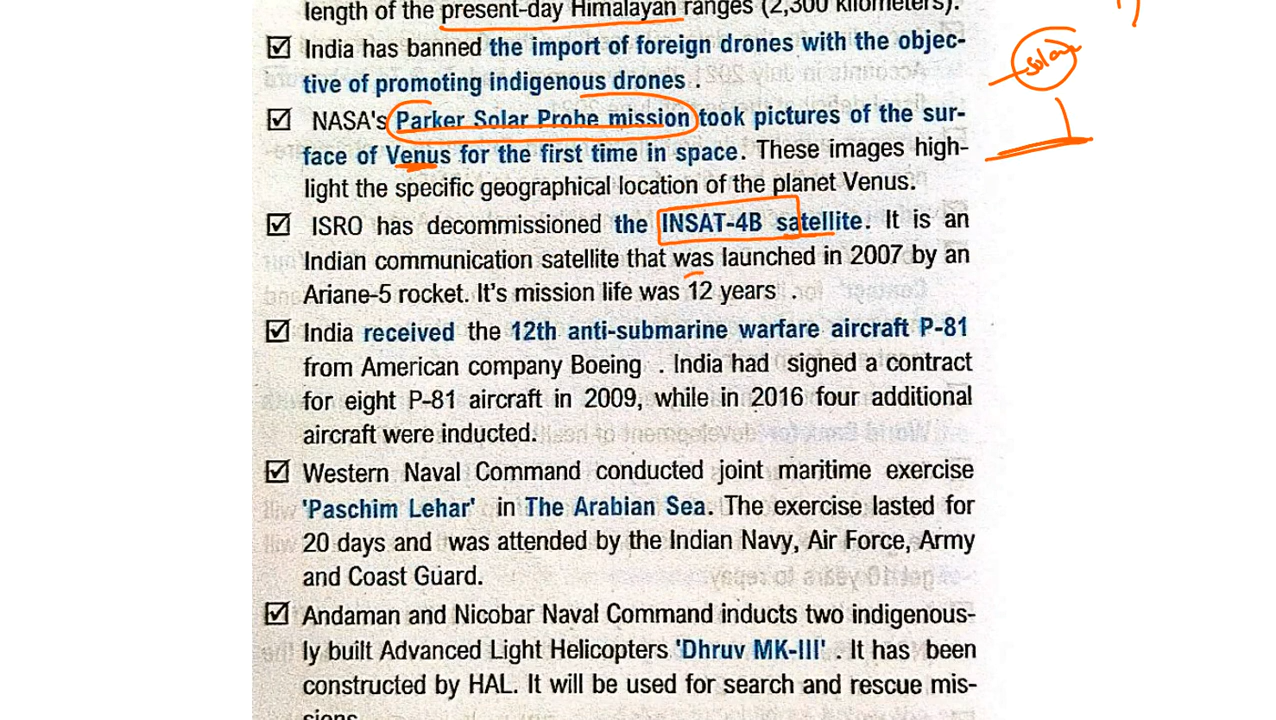 length of the present-day Himalayan ranges (2,300 kilometers).
☑ India has banned the import of foreign drones with the objec-
tive of promoting indigenous drones .
☑ NASA's Parker Solar Probe mission took pictures of the sur-
face of Venus for the first time in space. These images high-
light the specific geographical location of the planet Venus.
☑ ISRO has decommissioned the INSAT-4B satellite. It is an
Indian communication satellite that was launched in 2007 by an
Ariane-5 rocket. It's mission life was 12 years .
☑ India received the 12th anti-submarine warfare aircraft P-81
from American company Boeing . India had signed a contract
for eight P-81 aircraft in 2009, while in 2016 four additional
aircraft were inducted.
☑ Western Naval Command conducted joint maritime exercise
'Paschim Lehar' in The Arabian Sea. The exercise lasted for
20 days and was attended by the Indian Navy, Air Force, Army
and Coast Guard.
☑ Andaman and Nicobar Naval Command inducts two indigenous-
ly built Advanced Light Helicopters 'Dhruv MK-III' . It has been
constructed by HAL. It will be used for search and rescue mis-
sions
solar